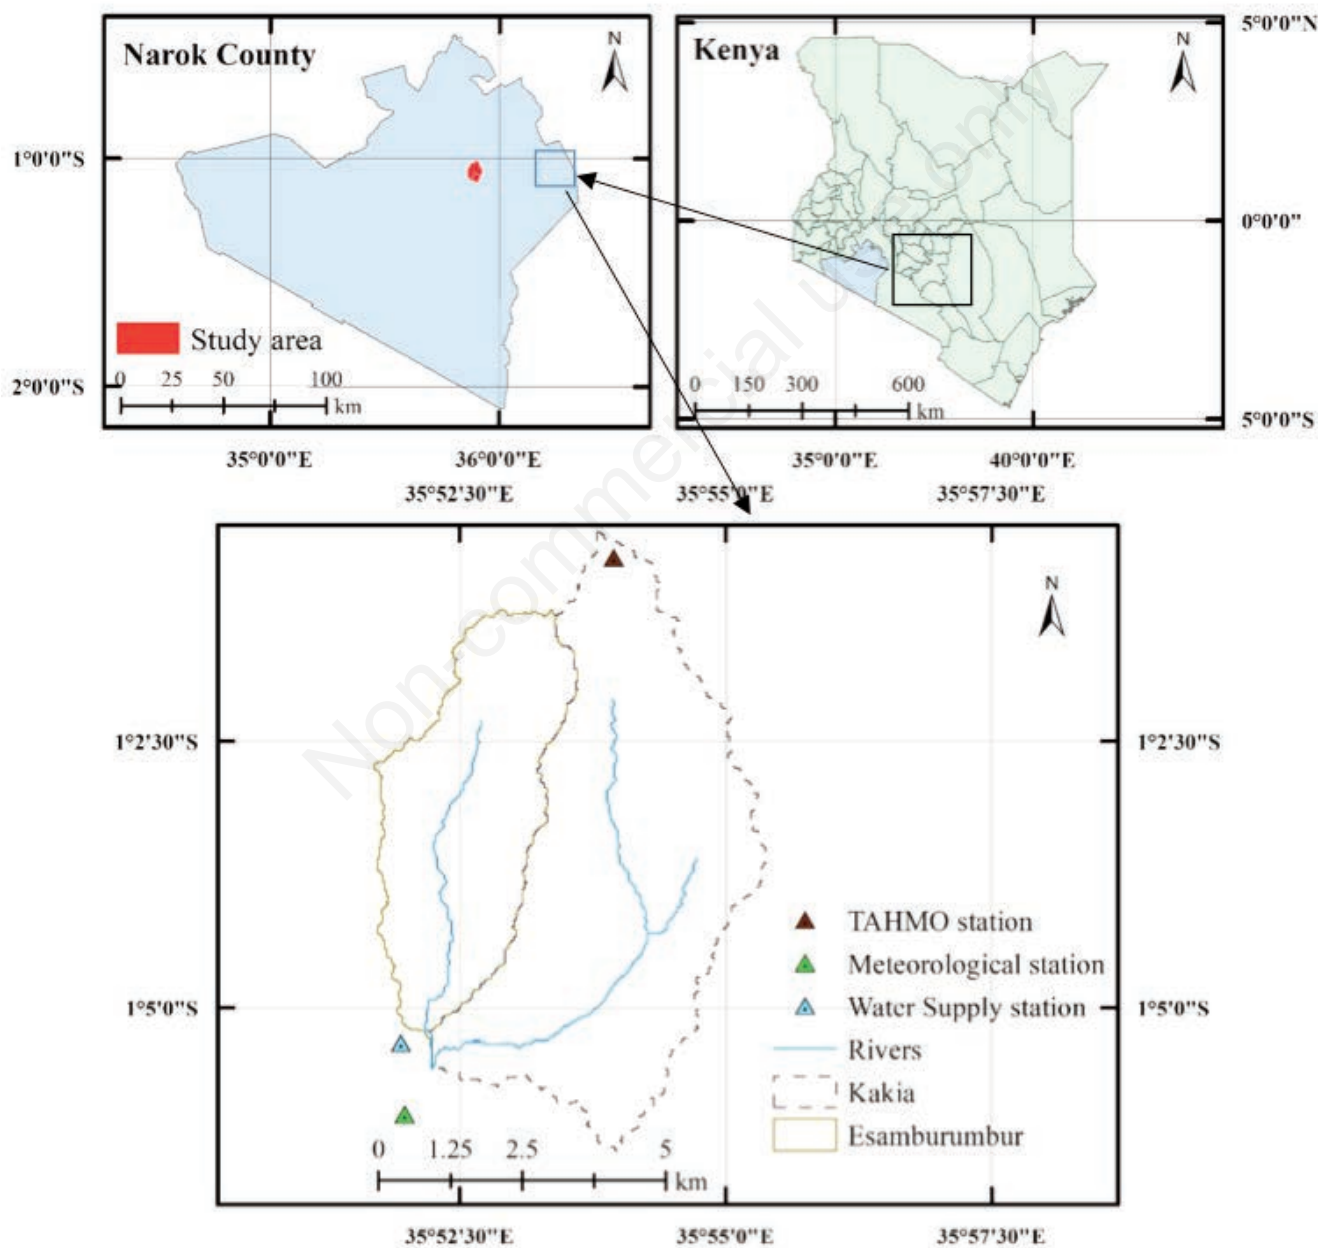 Narok County
N
1°0'0"S
2°0'0"S
Study area
0 25 50 100
km
35°0'0"E 36°0'0"E
Kenya
N
5°0'0"N
0°0'0"
5°0'0"S
0 150 300 600
km
35°0'0"E 40°0'0"E
35°52'30"E 35°55'0"E 35°57'30"E
N
1°2'30"S 1°2'30"S
1°5'0"S 1°5'0"S
TAHMO station
Meteorological station
Water Supply station
Rivers
Kakia
Esamburumbur
0 1.25 2.5 5
km
35°52'30"E 35°55'0"E 35°57'30"E
Non-commercial use only